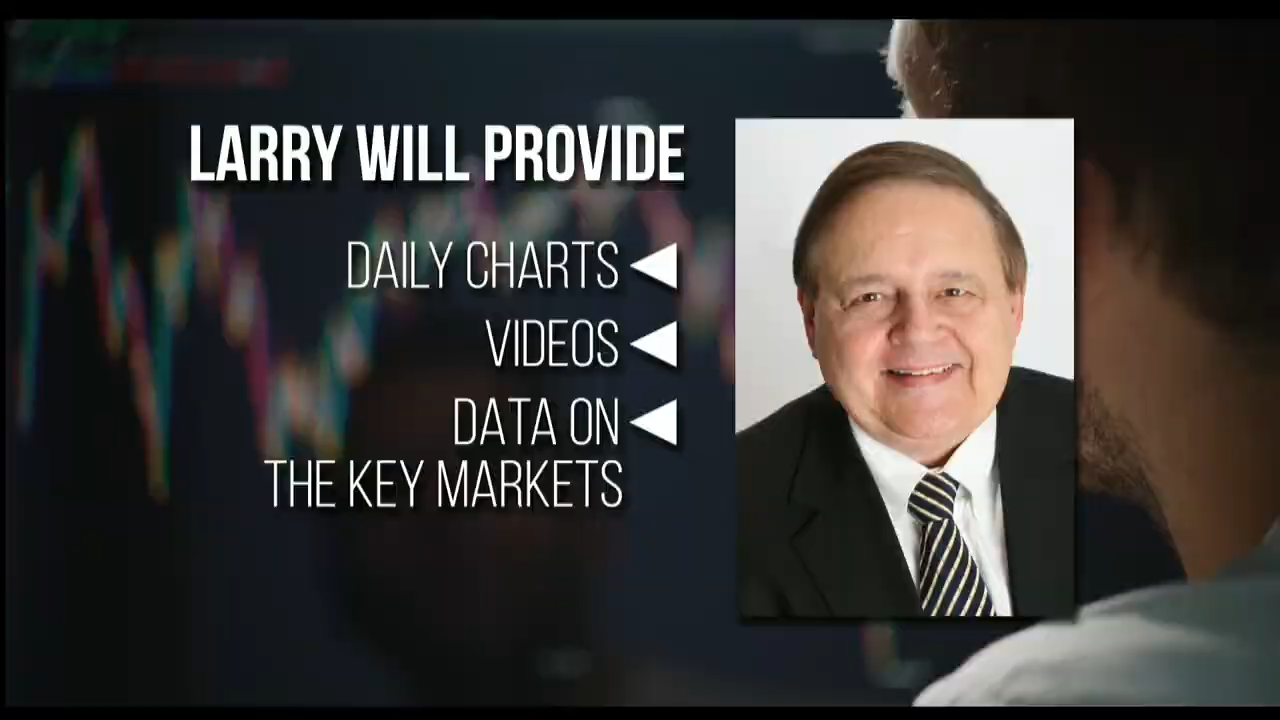 LARRY WILL PROVIDE
DAILY CHARTS
VIDEOS
DATA ON
THE KEY MARKETS